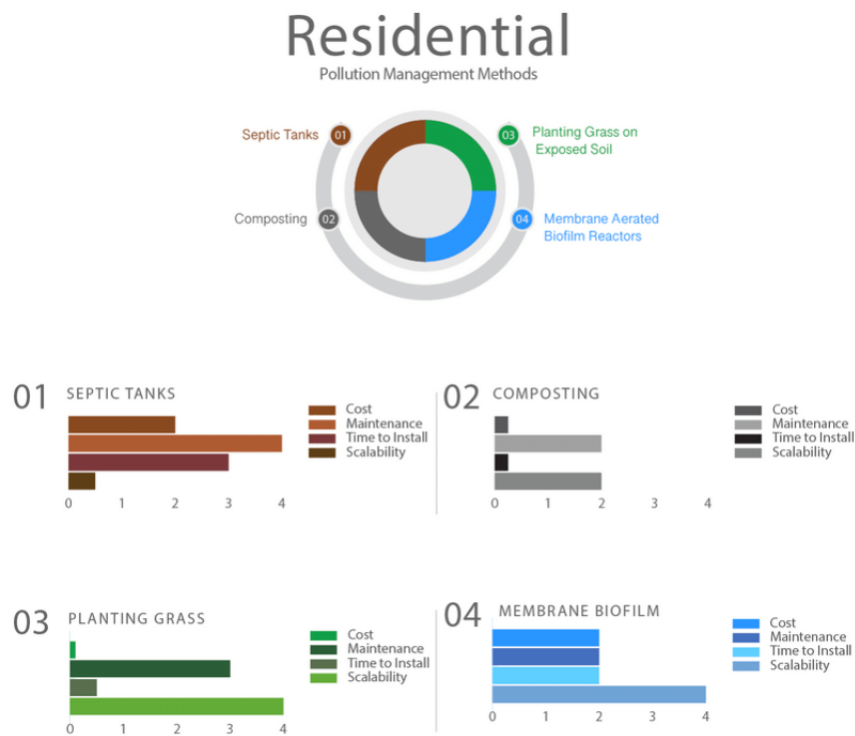 Residential
Pollution Management Methods
Septic Tanks 01
03 Planting Grass on
Exposed Soil
Composting 02
04 Membrane Aerated
Biofilm Reactors
01 SEPTIC TANKS
Cost
Maintenance
Time to Install
Scalability
0 1 2 3 4
02 COMPOSTING
Cost
Maintenance
Time to Install
Scalability
0 1 2 3 4
03 PLANTING GRASS
Cost
Maintenance
Time to Install
Scalability
0 1 2 3 4
04 MEMBRANE BIOFILM
Cost
Maintenance
Time to Install
Scalability
0 1 2 3 4